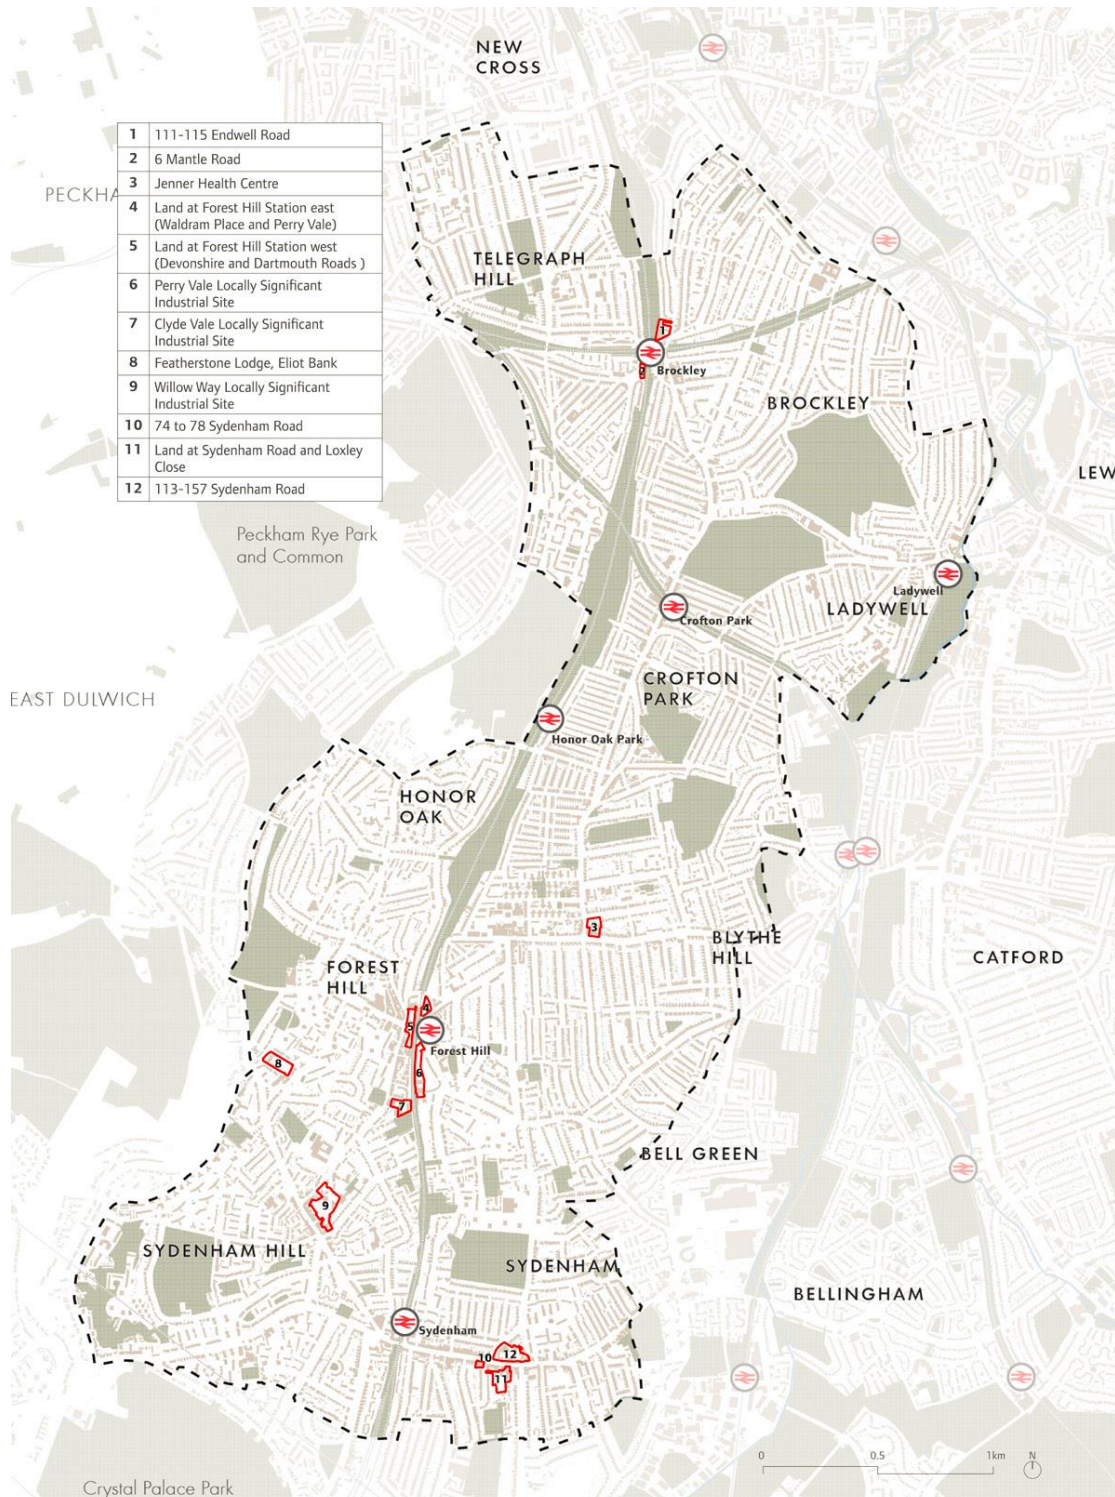 NEW
CROSS
1 111-115 Endwell Road
2 6 Mantle Road
3 Jenner Health Centre
4 Land at Forest Hill Station east
(Waldram Place and Perry Vale)
5 Land at Forest Hill Station west
(Devonshire and Dartmouth Roads )
6 Perry Vale Locally Significant
Industrial Site
7 Clyde Vale Locally Significant
Industrial Site
8 Featherstone Lodge, Eliot Bank
9 Willow Way Locally Significant
Industrial Site
10 74 to 78 Sydenham Road
11 Land at Sydenham Road and Loxley
Close
12 113-157 Sydenham Road
PECKHA
TELEGRAPH
HILL
1
2
Brockley
BROCKLEY
LEW
Peckham Rye Park
and Common
Ladywell
LADYWELL
Crofton Park
CROFTON
PARK
EAST DULWICH
Honor Oak Park
HONOR
OAK
3
BLYTHE
HILL
CATFORD
FOREST
HILL
4
5
Forest Hill
8
6
7
BELL GREEN
9
SYDENHAM HILL
SYDENHAM
BELLINGHAM
Sydenham
10
12
11
0 0.5 1km
N
Crystal Palace Park